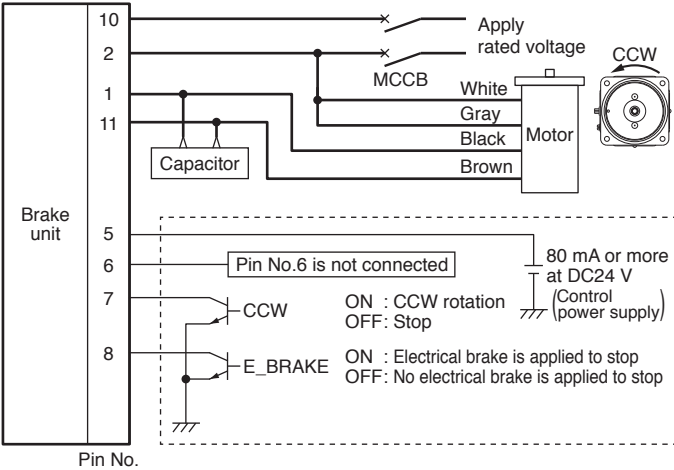 10
Apply
rated voltage
2
MCCB
CCW
1
White
11
Gray
Black
Brown
Motor
Capacitor
Brake
unit
5
80 mA or more
at DC24 V
(Control
power supply)
6
Pin No.6 is not connected
7
CCW
ON : CCW rotation
OFF: Stop
8
E_BRAKE
ON : Electrical brake is applied to stop
OFF: No electrical brake is applied to stop
Pin No.